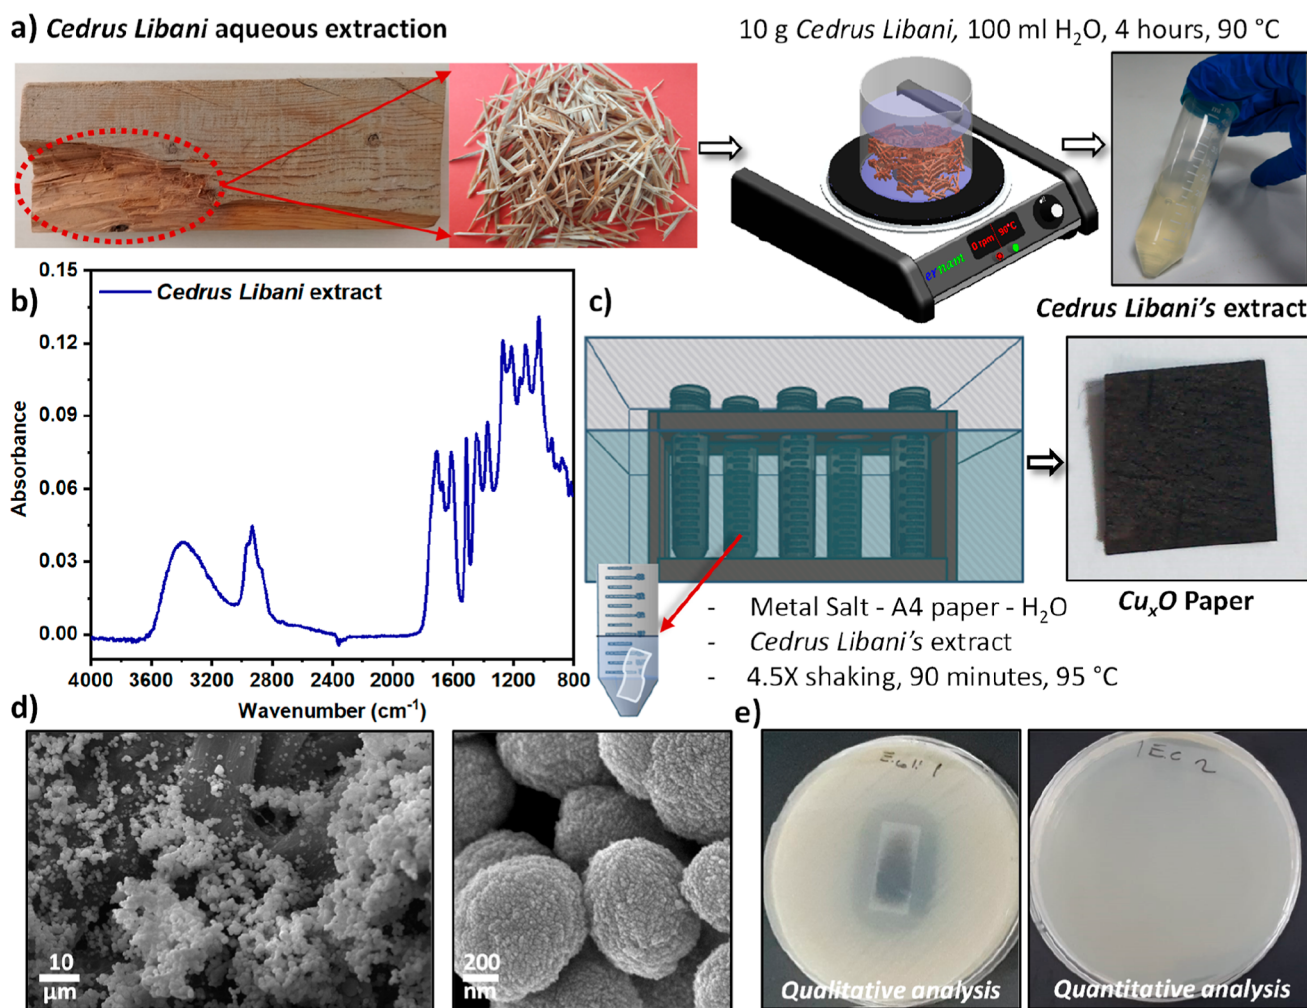 a) Cedrus Libani aqueous extraction
10 g Cedrus Libani, 100 ml H₂O, 4 hours, 90 °C
0 rpm 90°C
ernam
Cedrus Libani's extract
b)
Cedrus Libani extract
0.15
0.12
0.09
0.06
0.03
0.00
Absorbance
4000 3600 3200 2800 2400 2000 1600 1200 800
Wavenumber (cm⁻¹)
c)
CuₓO Paper
- Metal Salt - A4 paper - H₂O
- Cedrus Libani's extract
- 4.5X shaking, 90 minutes, 95 °C
d)
10
μm
200
nm
e)
E.coli 1
Qualitative analysis
1 EC 2
Quantitative analysis